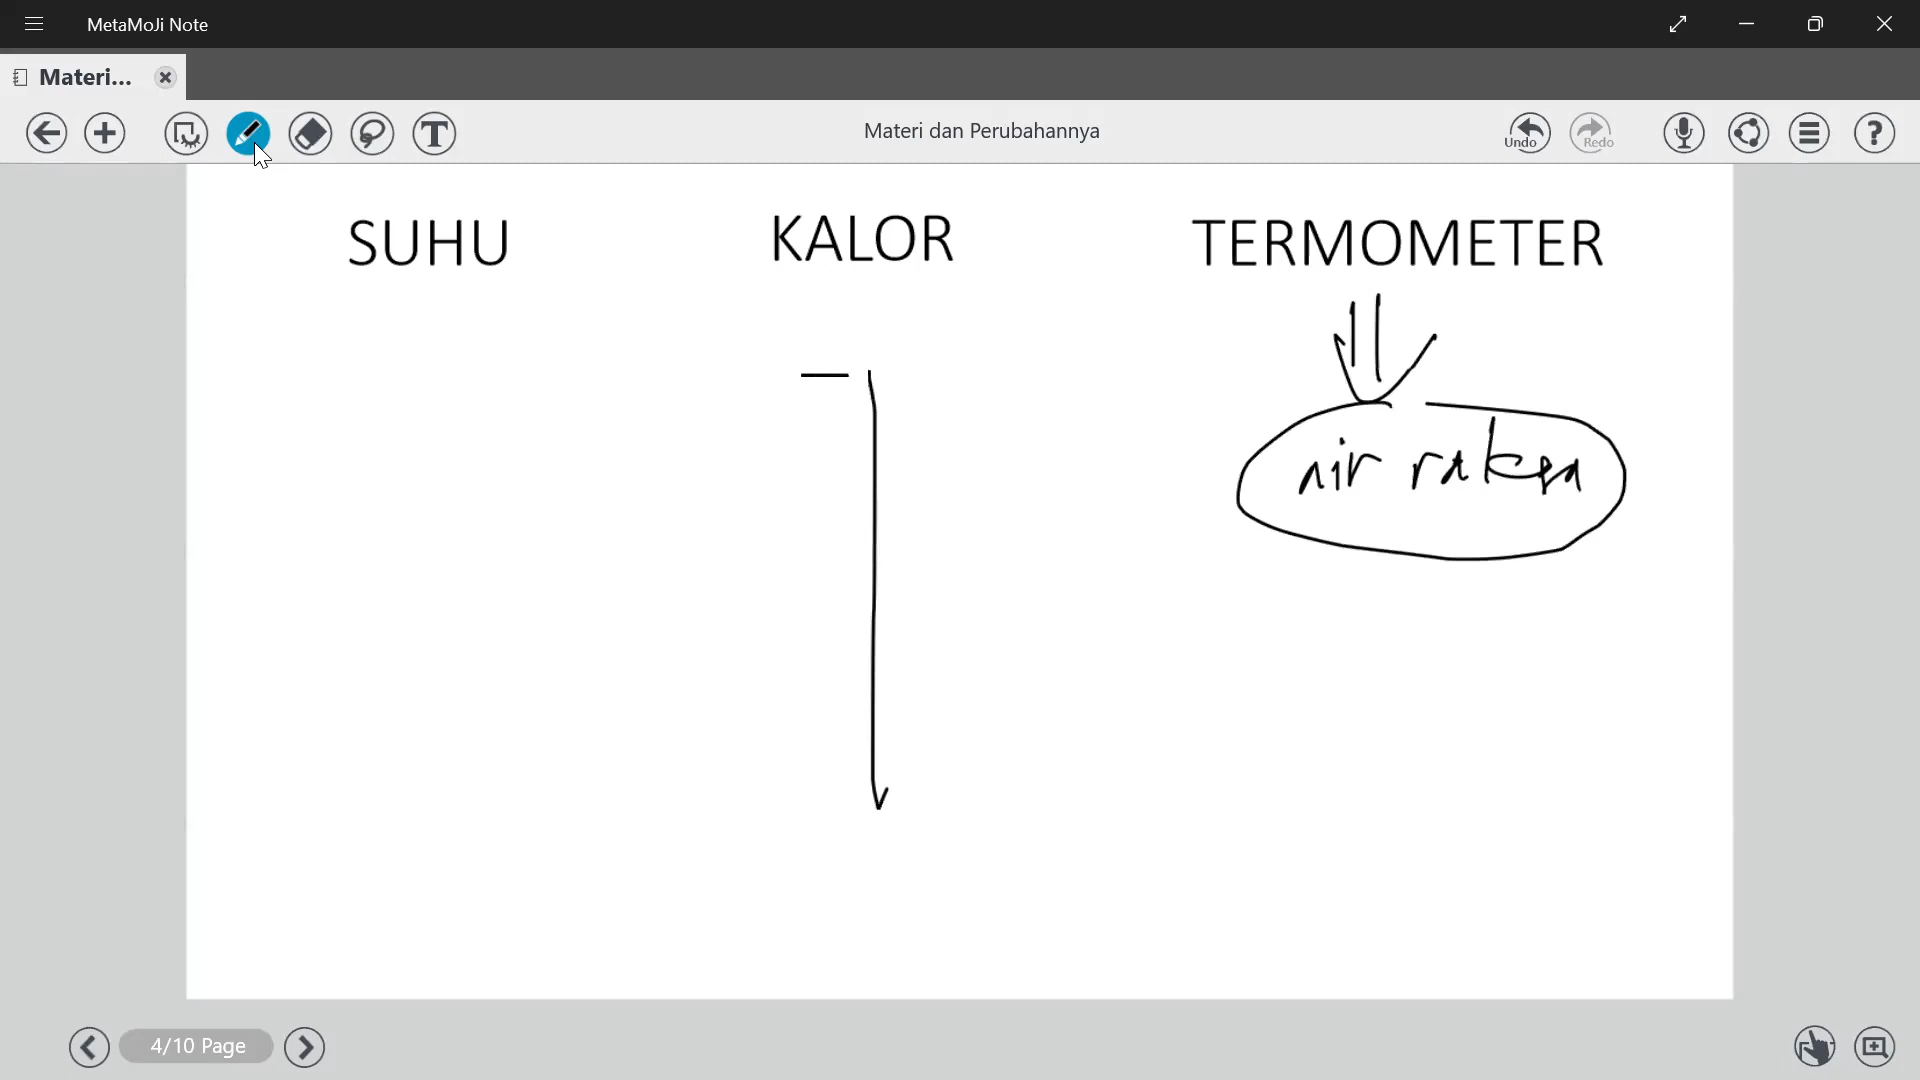 MetaMoJi Note
Materi...
Materi dan Perubahannya
Undo
Redo
SUHU
KALOR
TERMOMETER
air raksa
4/10 Page